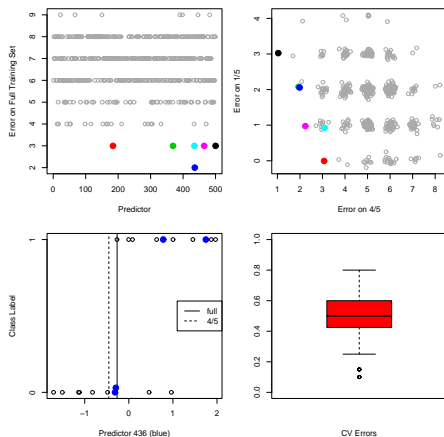 9
8
7
6
5
4
3
2
Error on Full Training Set
0 100 200 300 400 500
Predictor
4
3
2
1
0
Error on 1/5
1 2 3 4 5 6 7 8
Error on 4/5
1
0
Class Label
full
4/5
−1 0 1 2
Predictor 436 (blue)
1.0
0.8
0.6
0.4
0.2
0.0
CV Errors